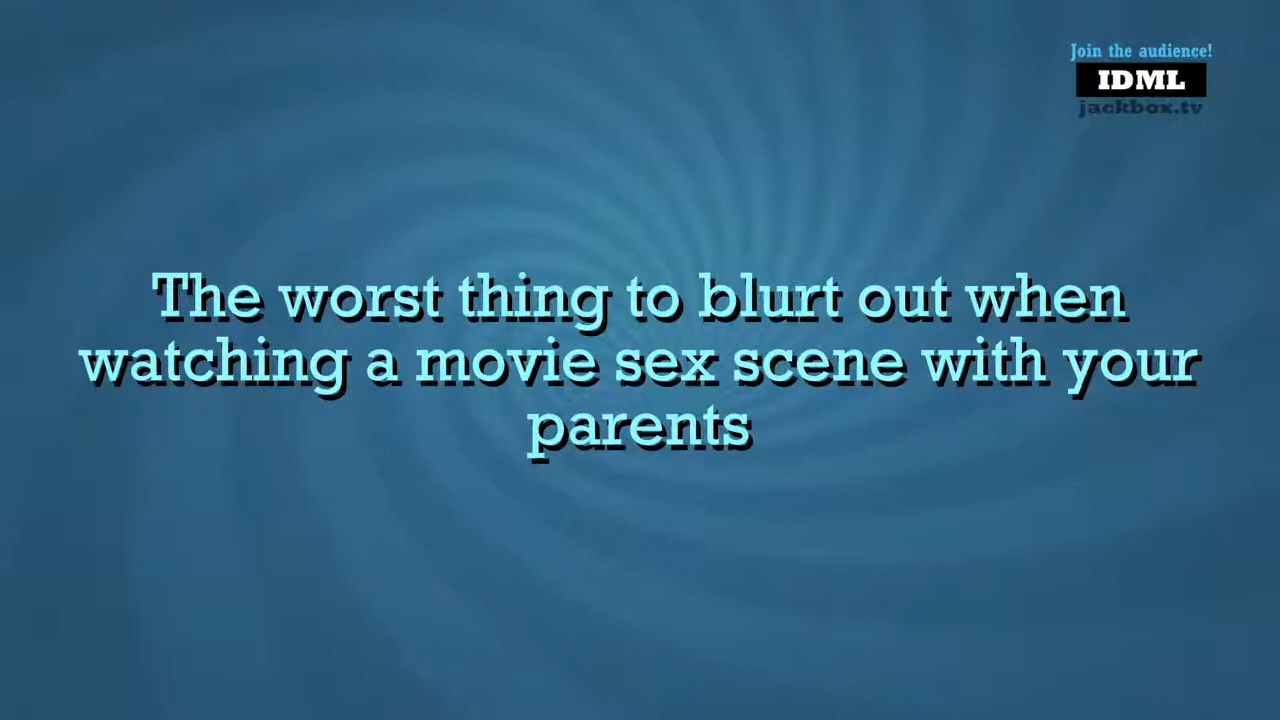 Join the audience!
IDML
jackbox.tv
The worst thing to blurt out when
watching a movie sex scene with your
parents